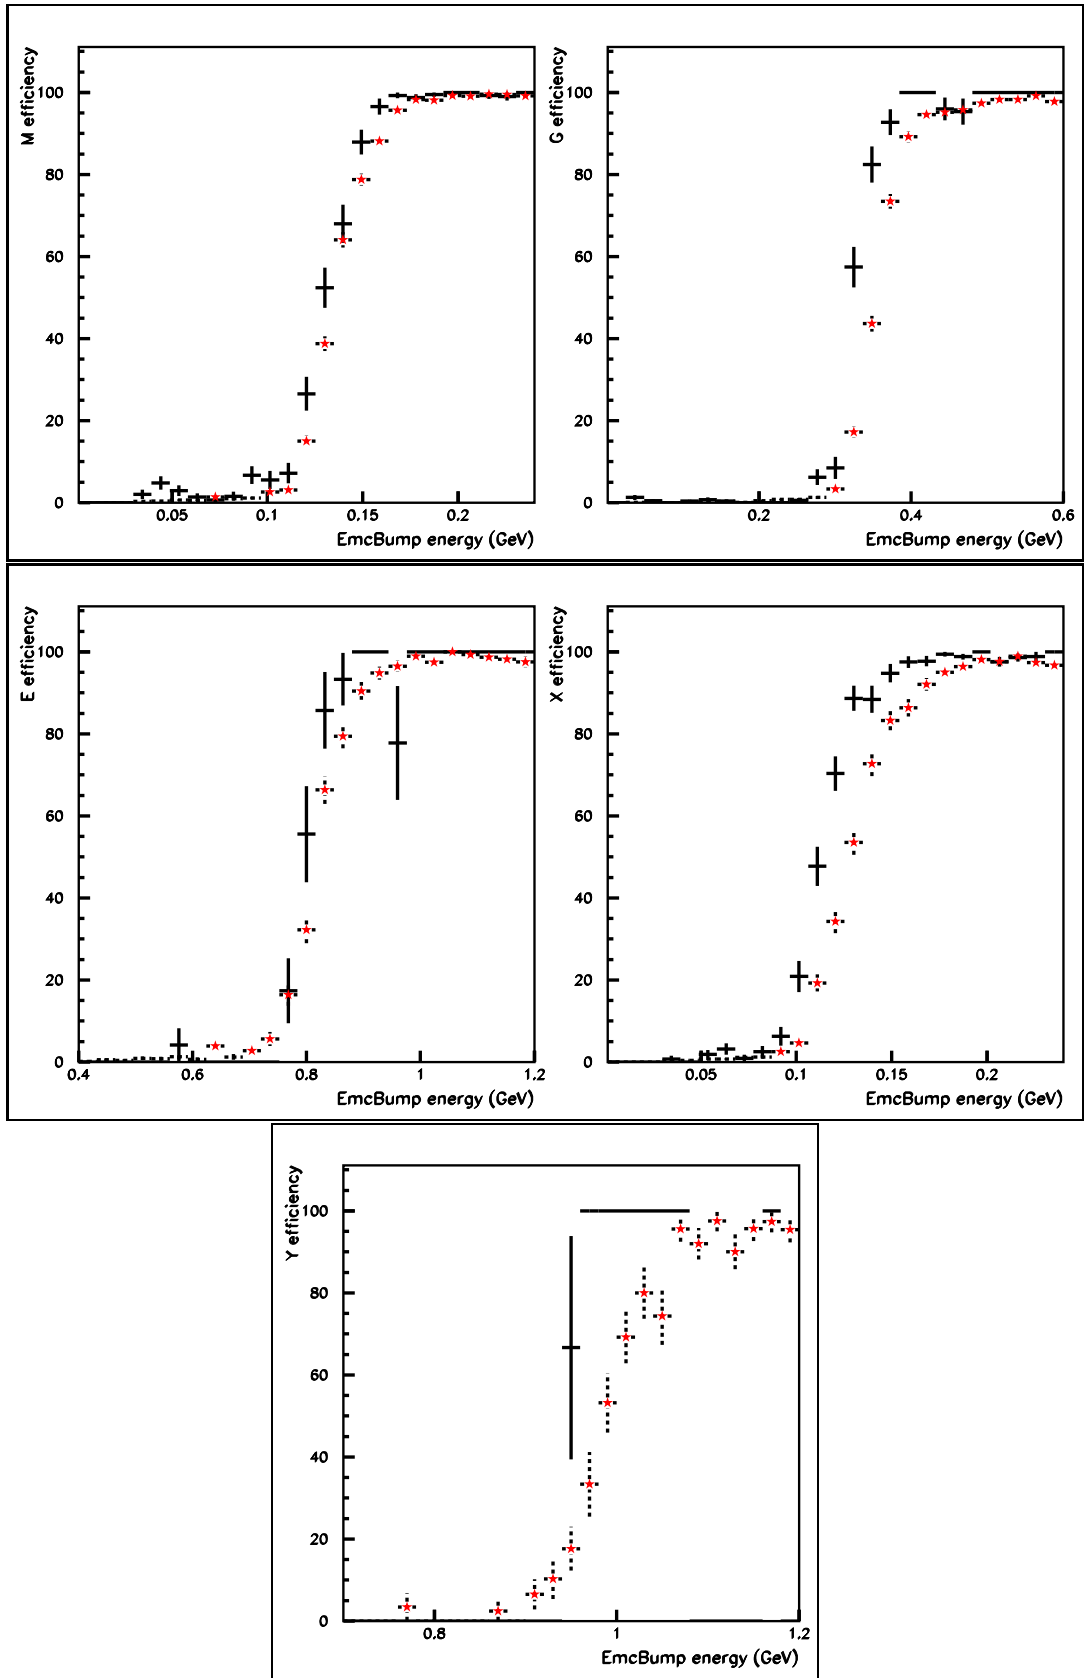 M efficiency
100
80
60
40
20
0
0.05 0.1 0.15 0.2
EmcBump energy (GeV)
G efficiency
100
80
60
40
20
0
0.2 0.4 0.6
EmcBump energy (GeV)
E efficiency
100
80
60
40
20
0
0.4 0.6 0.8 1 1.2
EmcBump energy (GeV)
X efficiency
100
80
60
40
20
0
0.05 0.1 0.15 0.2
EmcBump energy (GeV)
Y efficiency
100
80
60
40
20
0
0.8 1 1.2
EmcBump energy (GeV)